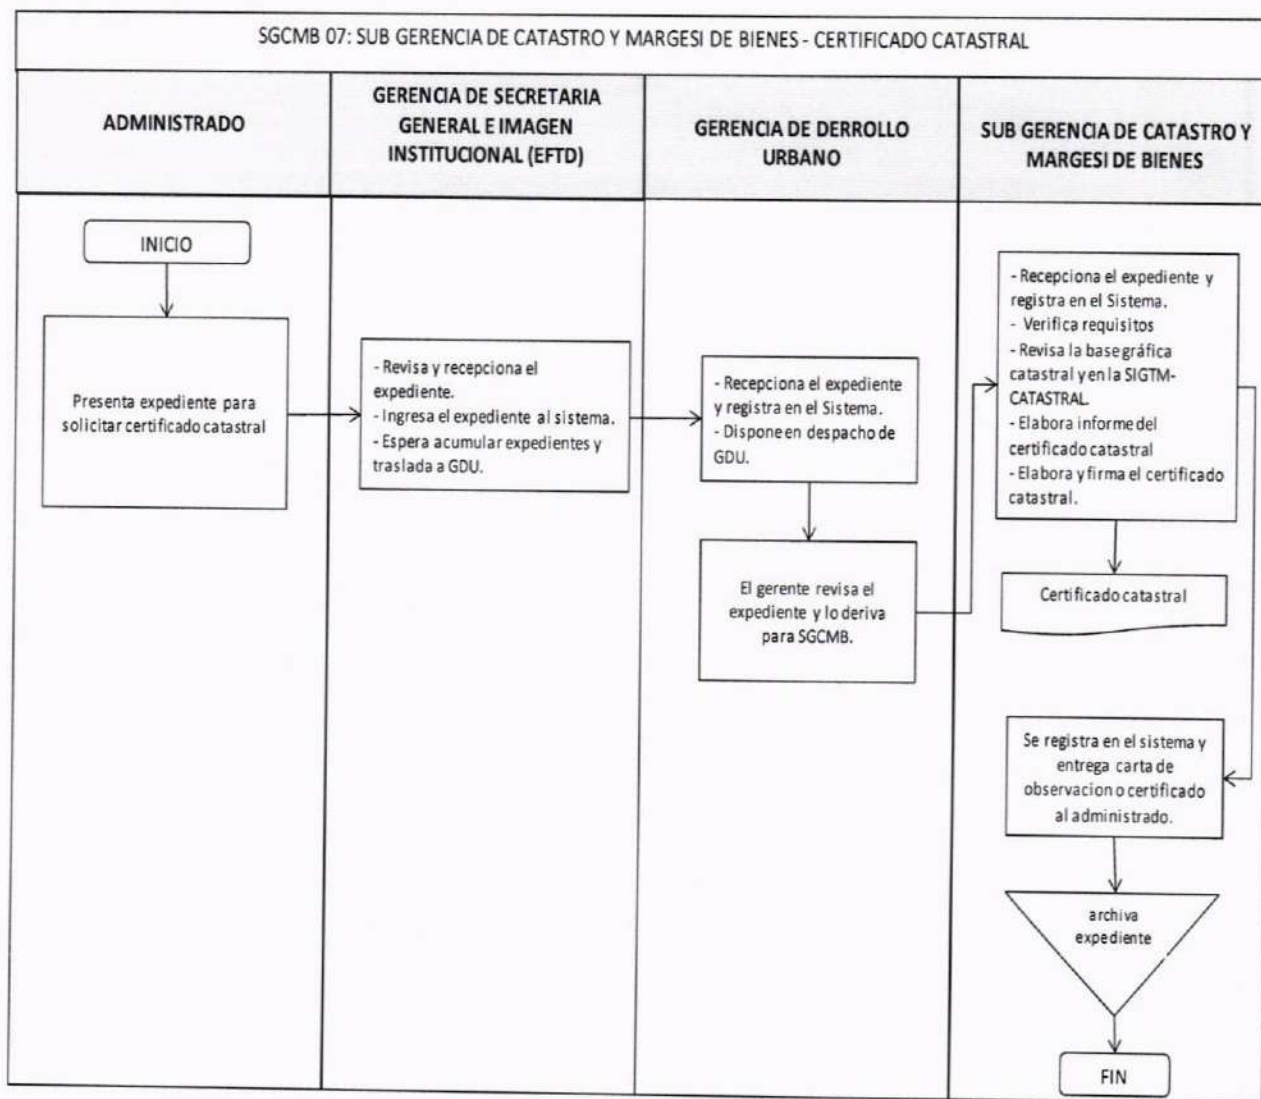 SGCMB 07: SUB GERENCIA DE CATASTRO Y MARGESI DE BIENES - CERTIFICADO CATASTRAL
ADMINISTRADO
GERENCIA DE SECRETARIA
GENERAL E IMAGEN
INSTITUCIONAL (EFTD)
GERENCIA DE DERROLLO
URBANO
SUB GERENCIA DE CATASTRO Y
MARGESI DE BIENES
INICIO
Presenta expediente para
solicitar certificado catastral
- Revisa y recepciona el
expediente.
- Ingresa el expediente al sistema.
- Espera acumular expedientes y
traslada a GDU.
- Recepciona el expediente
y registra en el Sistema.
- Dispone en despacho de
GDU.
El gerente revisa el
expediente y lo deriva
para SGCMB.
- Recepciona el expediente y
registra en el Sistema.
- Verifica requisitos
- Revisa la base gráfica
catastral y en la SIGTM-
CATASTRAL.
- Elabora informe del
certificado catastral
- Elabora y firma el certificado
catastral.
Certificado catastral
Se registra en el sistema y
entrega carta de
observacion o certificado
al administrado.
archiva
expediente
FIN